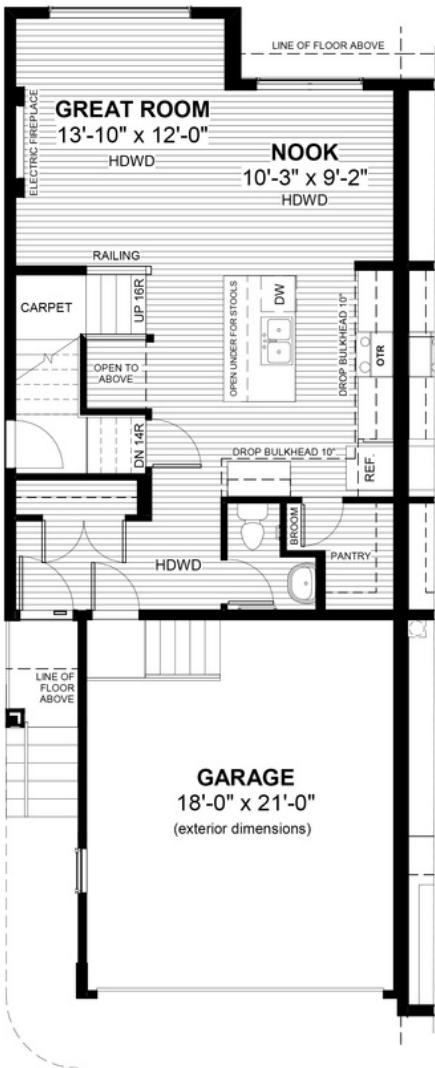 LINE OF FLOOR ABOVE
ELECTRIC FIREPLACE
GREAT ROOM
13'-10" x 12'-0"
HDWD
NOOK
10'-3" x 9'-2"
HDWD
RAILING
CARPET
UP 16R
OPEN TO
ABOVE
OPEN UNDER FOR STOOLS
DW
DROP BULKHEAD 10"
OTR
DN 14R
DROP BULKHEAD 10"
REF.
BROOM
PANTRY
HDWD
LINE OF
FLOOR
ABOVE
GARAGE
18'-0" x 21'-0"
(exterior dimensions)